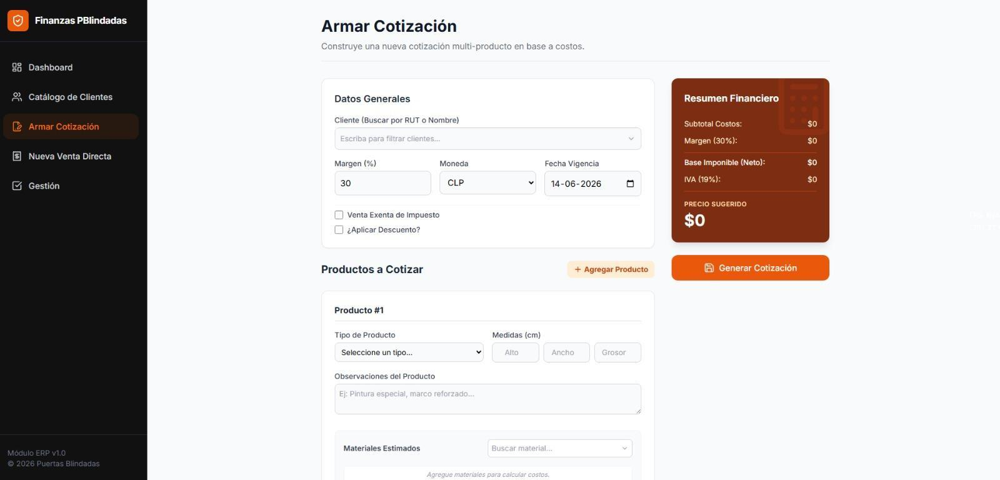 Finanzas PBlindadas
Dashboard
Catálogo de Clientes
Armar Cotización
Nueva Venta Directa
Gestión
Módulo ERP v1.0
© 2026 Puertas Blindadas
Armar Cotización
Construye una nueva cotización multi-producto en base a costos.
Datos Generales
Cliente (Buscar por RUT o Nombre)
Escriba para filtrar clientes...
Margen (%) Moneda Fecha Vigencia
30 CLP 14-06-2026
Venta Exenta de Impuesto
¿Aplicar Descuento?
Productos a Cotizar
+ Agregar Producto
Producto #1
Tipo de Producto Medidas (cm)
Seleccione un tipo... Alto Ancho Grosor
Observaciones del Producto
Ej: Pintura especial, marco reforzado...
Materiales Estimados Buscar material...
Agregue materiales para calcular costos.
Resumen Financiero
Subtotal Costos: $0
Margen (30%): $0
Base Imponible (Neto): $0
IVA (19%): $0
PRECIO SUGERIDO
$0
Generar Cotización